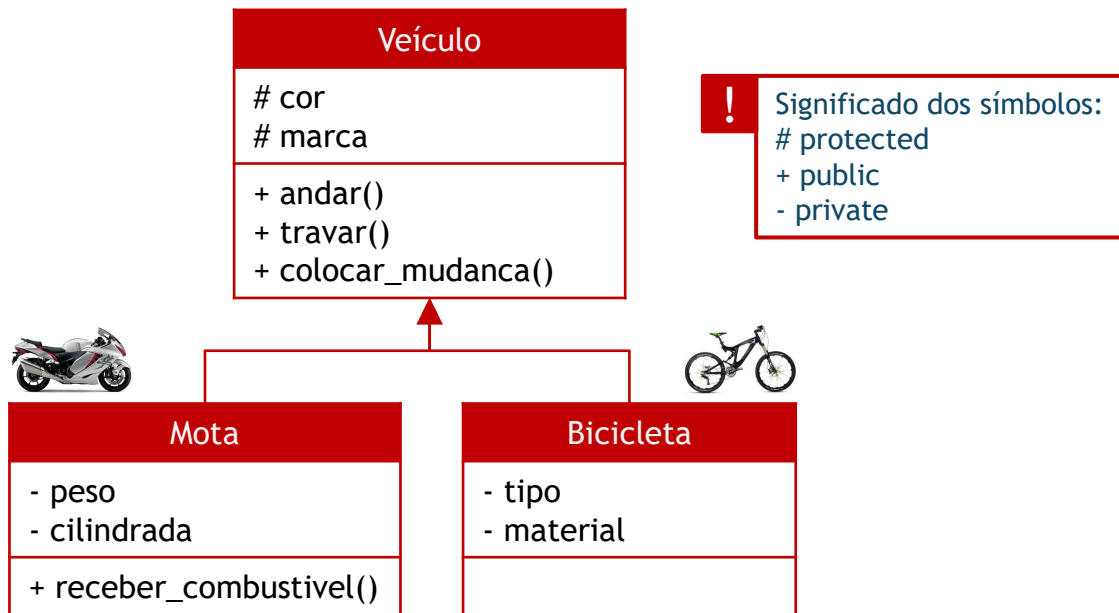 Veículo
# cor
# marca
+ andar()
+ travar()
+ colocar_mudanca()
!
Significado dos símbolos:
# protected
+ public
- private
Mota
- peso
- cilindrada
+ receber_combustivel()
Bicicleta
- tipo
- material